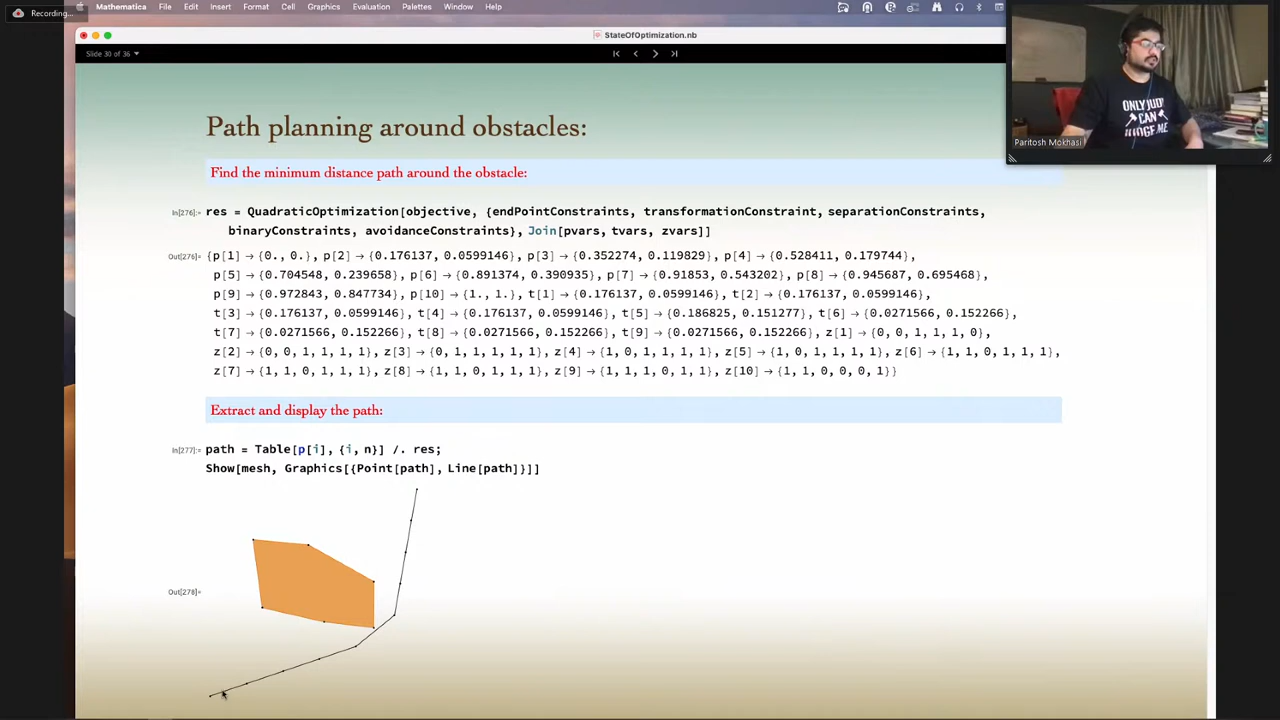 Recording...
Mathematica File Edit Insert Format Cell Graphics Evaluation Palettes Window Help
StateOfOptimization.nb
Slide 30 of 36
Path planning around obstacles:
Find the minimum distance path around the obstacle:
In[276]:= res = QuadraticOptimization[objective, {endPointConstraints, transformationConstraint, separationConstraints,
binaryConstraints, avoidanceConstraints}, Join[pvars, tvars, zvars]]
Out[276]= {p[1] → {0., 0.}, p[2] → {0.176137, 0.0599146}, p[3] → {0.352274, 0.119829}, p[4] → {0.528411, 0.179744},
p[5] → {0.704548, 0.239658}, p[6] → {0.891374, 0.390935}, p[7] → {0.91853, 0.543202}, p[8] → {0.945687, 0.695468},
p[9] → {0.972843, 0.847734}, p[10] → {1., 1.}, t[1] → {0.176137, 0.0599146}, t[2] → {0.176137, 0.0599146},
t[3] → {0.176137, 0.0599146}, t[4] → {0.176137, 0.0599146}, t[5] → {0.186825, 0.151277}, t[6] → {0.0271566, 0.152266},
t[7] → {0.0271566, 0.152266}, t[8] → {0.0271566, 0.152266}, t[9] → {0.0271566, 0.152266}, z[1] → {0, 0, 1, 1, 1, 0},
z[2] → {0, 0, 1, 1, 1, 1}, z[3] → {0, 1, 1, 1, 1, 1}, z[4] → {1, 0, 1, 1, 1, 1}, z[5] → {1, 0, 1, 1, 1, 1}, z[6] → {1, 1, 0, 1, 1, 1},
z[7] → {1, 1, 0, 1, 1, 1}, z[8] → {1, 1, 0, 1, 1, 1}, z[9] → {1, 1, 1, 0, 1, 1}, z[10] → {1, 1, 0, 0, 0, 1}}
Extract and display the path:
In[277]:= path = Table[p[i], {i, n}] /. res;
Show[mesh, Graphics[{Point[path], Line[path]}]]
Out[278]=
ONLY JUDY
CAN
JUDGE ME
Paritosh Mokhasi